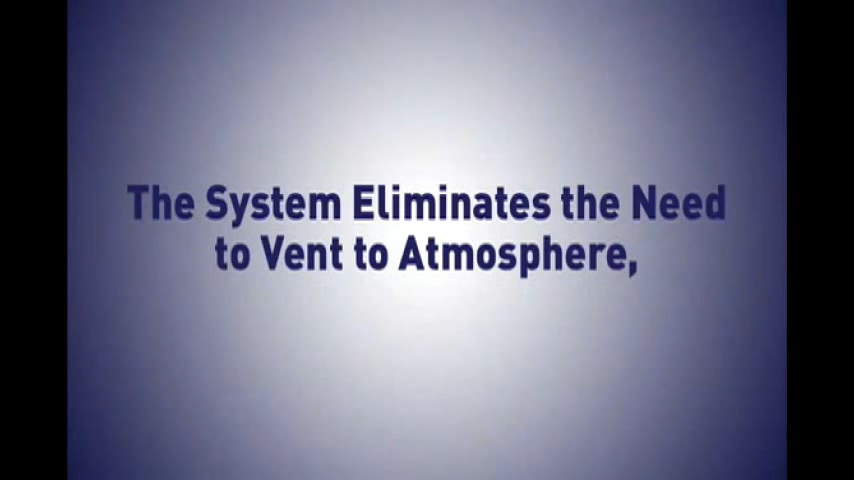 The System Eliminates the Need
to Vent to Atmosphere,